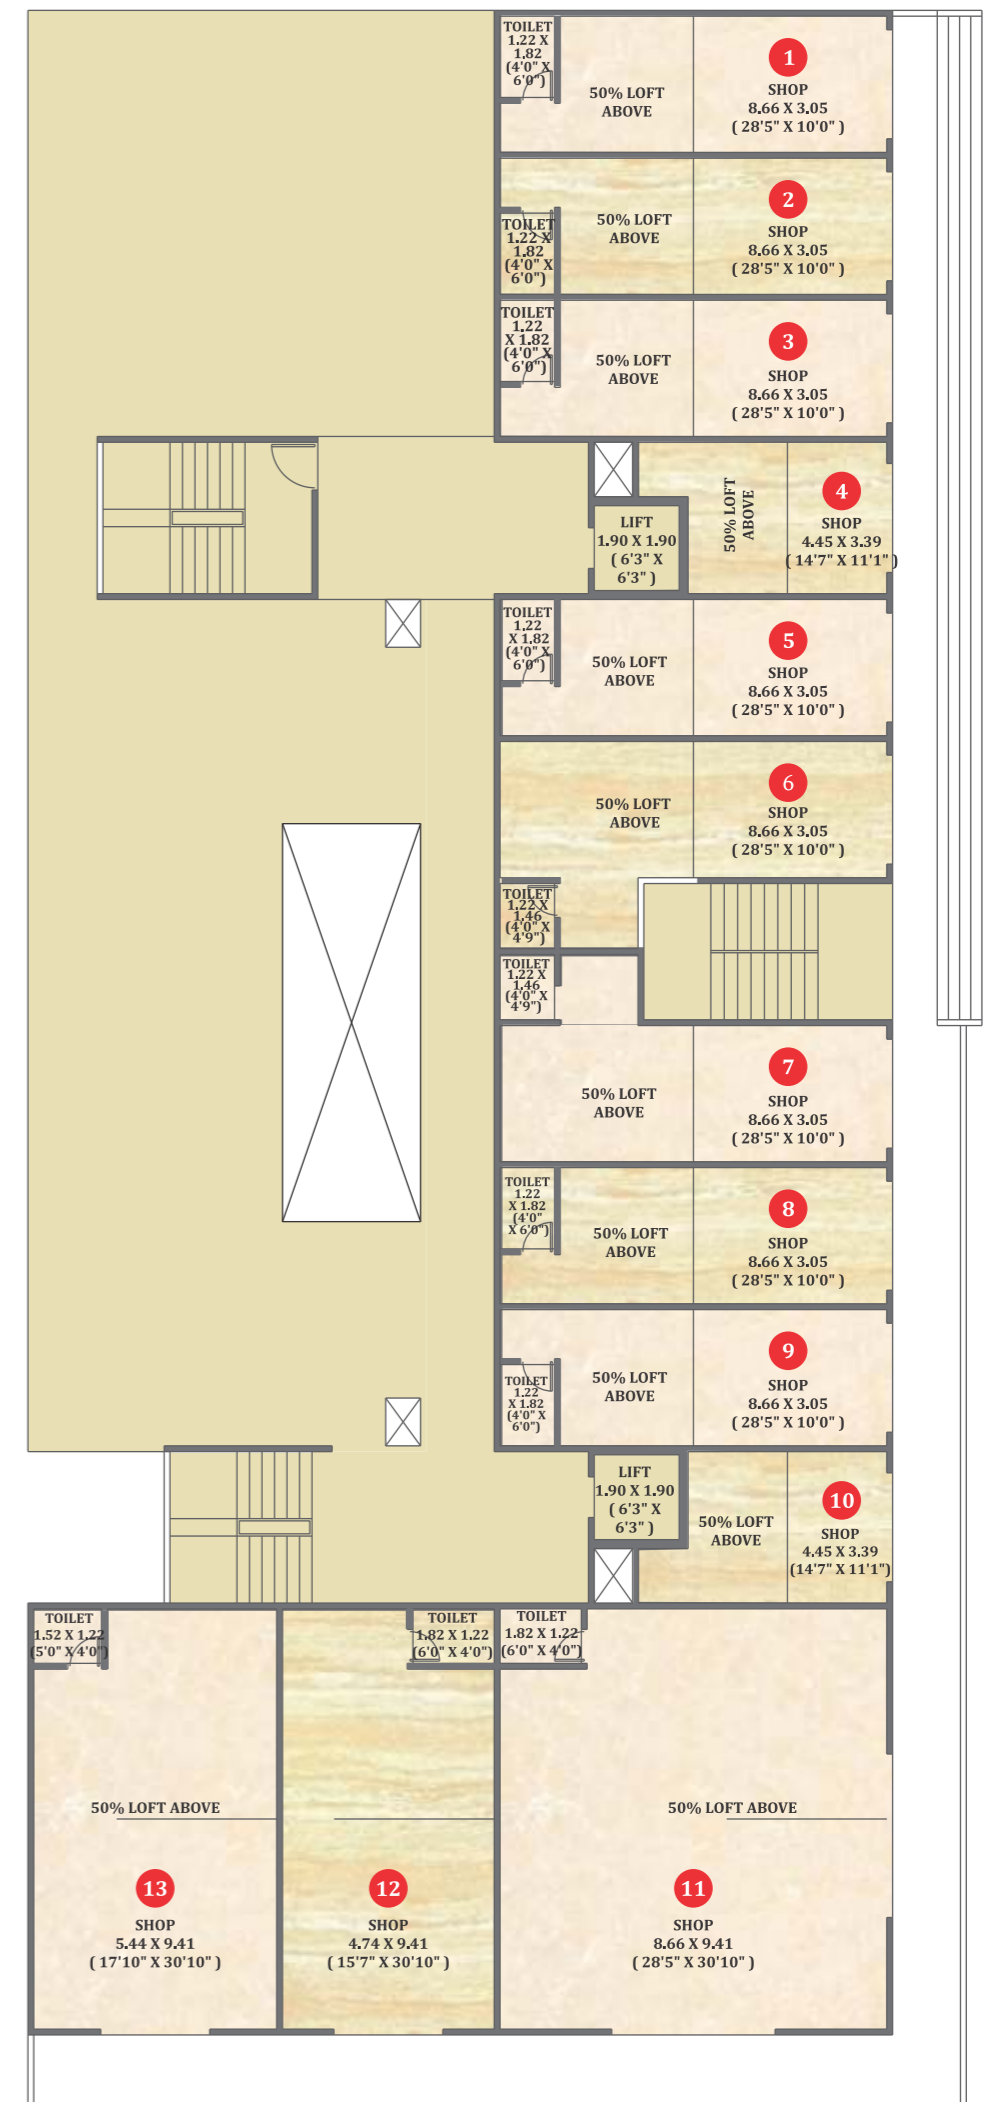 TOILET
1.22 X
1.82
(4'0" X
6'0")
50% LOFT
ABOVE
1
SHOP
8.66 X 3.05
( 28'5" X 10'0" )
TOILET
1.22 X
1.82
(4'0" X
6'0")
50% LOFT
ABOVE
2
SHOP
8.66 X 3.05
( 28'5" X 10'0" )
TOILET
1.22
X 1.82
(4'0" X
6'0")
50% LOFT
ABOVE
3
SHOP
8.66 X 3.05
( 28'5" X 10'0" )
LIFT
1.90 X 1.90
( 6'3" X
6'3" )
50% LOFT
ABOVE
4
SHOP
4.45 X 3.39
( 14'7" X 11'1" )
TOILET
1.22
X 1.82
(4'0" X
6'0")
50% LOFT
ABOVE
5
SHOP
8.66 X 3.05
( 28'5" X 10'0" )
50% LOFT
ABOVE
6
SHOP
8.66 X 3.05
( 28'5" X 10'0" )
TOILET
1.22 X
1.46
(4'0" X
4'9")
TOILET
1.22 X
1.46
(4'0" X
4'9")
50% LOFT
ABOVE
7
SHOP
8.66 X 3.05
( 28'5" X 10'0" )
TOILET
1.22
X 1.82
(4'0"
X 6'0")
50% LOFT
ABOVE
8
SHOP
8.66 X 3.05
( 28'5" X 10'0" )
TOILET
1.22
X 1.82
(4'0" X
6'0")
50% LOFT
ABOVE
9
SHOP
8.66 X 3.05
( 28'5" X 10'0" )
LIFT
1.90 X 1.90
( 6'3" X
6'3" )
50% LOFT
ABOVE
10
SHOP
4.45 X 3.39
(14'7" X 11'1")
TOILET
1.52 X 1.22
(5'0" X 4'0")
50% LOFT ABOVE
13
SHOP
5.44 X 9.41
( 17'10" X 30'10" )
TOILET
1.82 X 1.22
(6'0" X 4'0")
12
SHOP
4.74 X 9.41
( 15'7" X 30'10" )
TOILET
1.82 X 1.22
(6'0" X 4'0")
50% LOFT ABOVE
11
SHOP
8.66 X 9.41
( 28'5" X 30'10" )